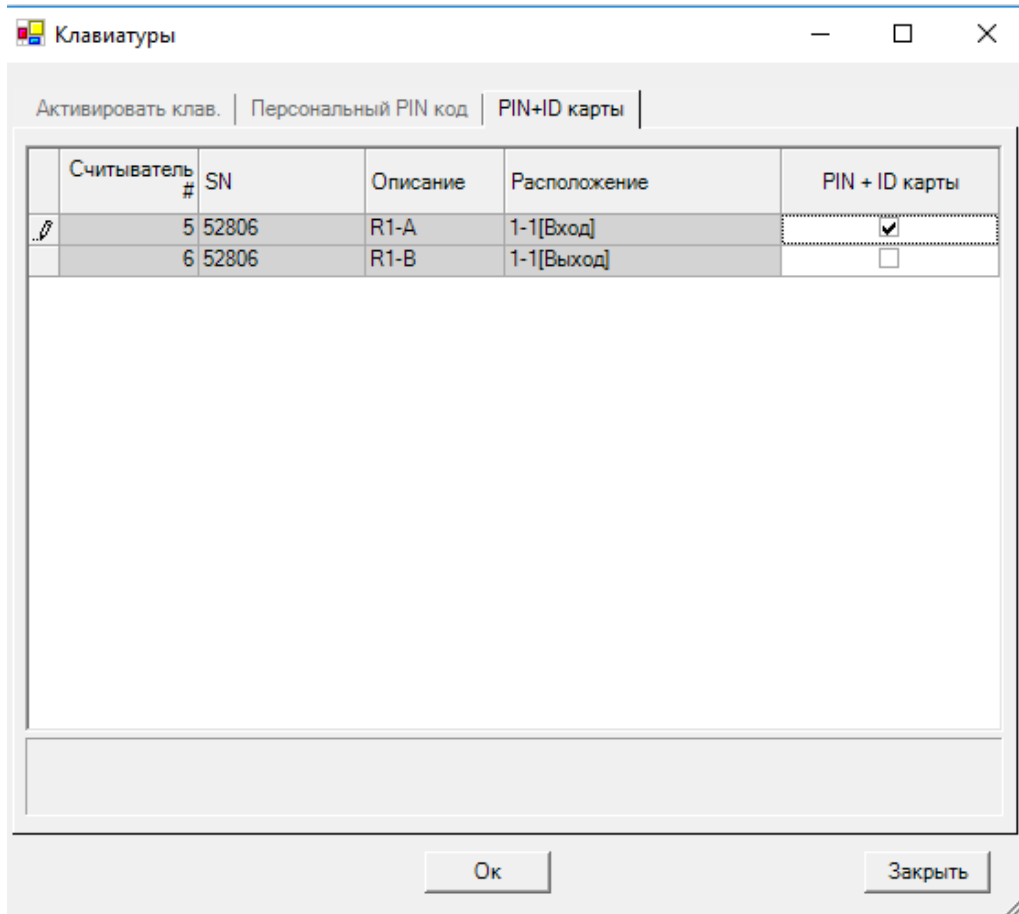 Клавиатуры
Активировать клав. Персональный PIN код PIN+ID карты
Считыватель # SN Описание Расположение PIN + ID карты
5 52806 R1-A 1-1[Вход]
6 52806 R1-B 1-1[Выход]
Ок Закрыть